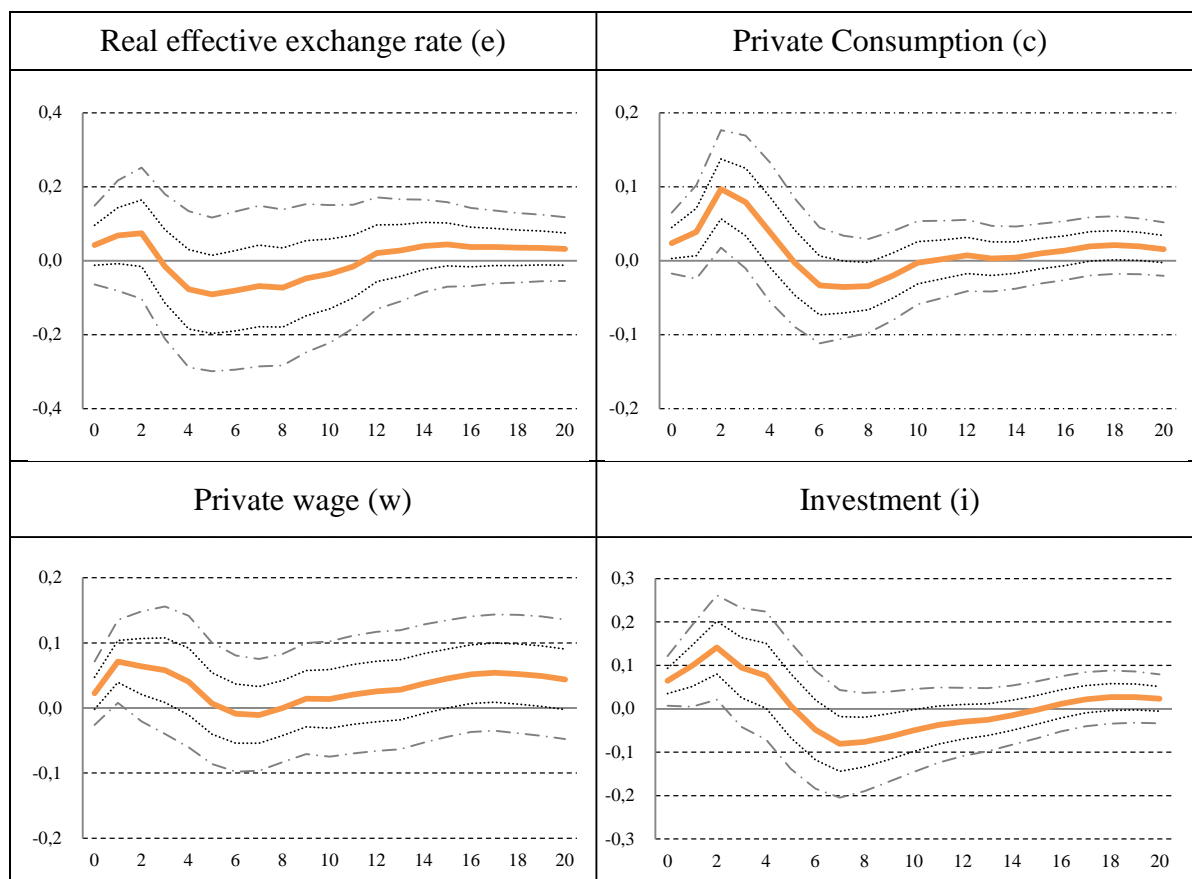 Real effective exchange rate (e)
Private Consumption (c)
0,4
0,2
0,0
-0,2
-0,4
0 2 4 6 8 10 12 14 16 18 20
0,2
0,1
0,0
-0,1
-0,2
0 2 4 6 8 10 12 14 16 18 20
Private wage (w)
Investment (i)
0,2
0,1
0,0
-0,1
-0,2
0 2 4 6 8 10 12 14 16 18 20
0,3
0,2
0,1
0,0
-0,1
-0,2
-0,3
0 2 4 6 8 10 12 14 16 18 20